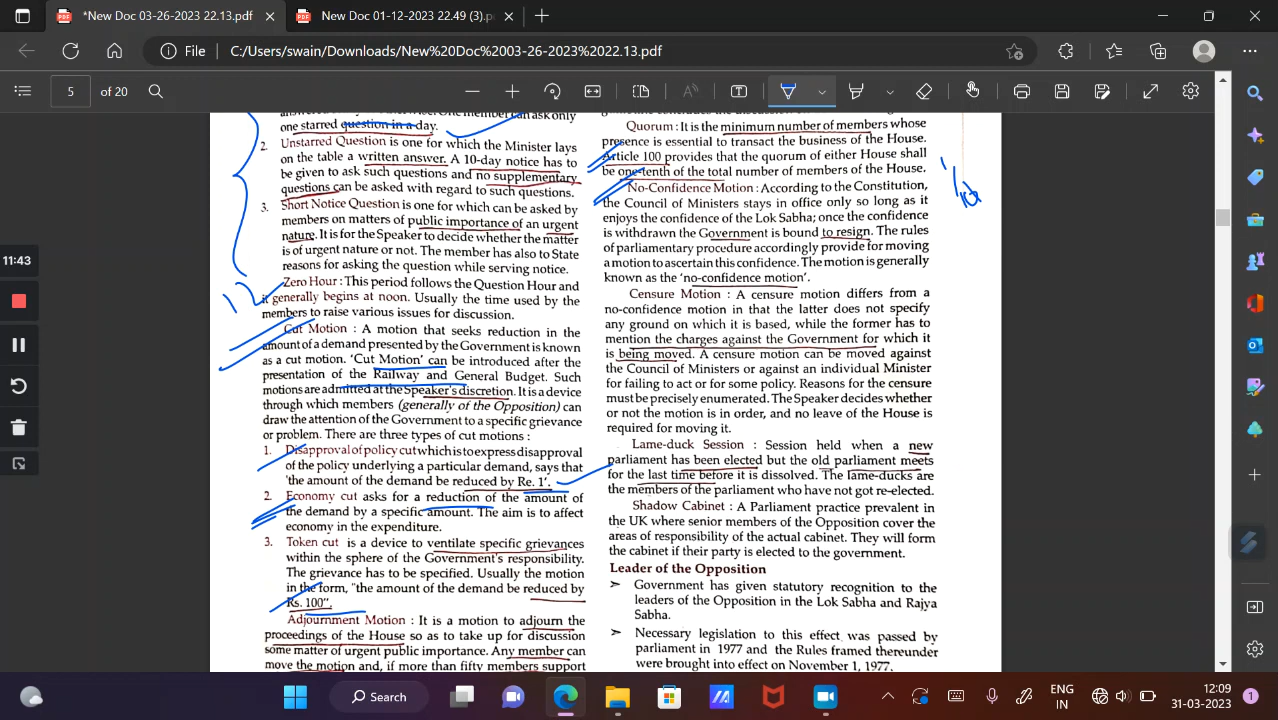 *New Doc 03-26-2023 22.13.pdf
New Doc 01-12-2023 22.49 (3).p
File
C:/Users/swain/Downloads/New%20Doc%2003-26-2023%2022.13.pdf
5
of 20
11:43
one starred question in a day.
2. Unstarred Question is one for which the Minister lays
on the table a written answer. A 10-day notice has to
be given to ask such questions and no supplementary
questions can be asked with regard to such questions.
3. Short Notice Question is one for which can be asked by
members on matters of public importance of an urgent
nature. It is for the Speaker to decide whether the matter
is of urgent nature or not. The member has also to State
reasons for asking the question while serving notice.
Zero Hour : This period follows the Question Hour and
it generally begins at noon. Usually the time used by the
members to raise various issues for discussion.
Cut Motion : A motion that seeks reduction in the
amount of a demand presented by the Government is known
as a cut motion. 'Cut Motion' can be introduced after the
presentation of the Railway and General Budget. Such
motions are admitted at the Speaker's discretion. It is a device
through which members (generally of the Opposition) can
draw the attention of the Government to a specific grievance
or problem. There are three types of cut motions :
1. Disapproval of policy cut which is to express disapproval
of the policy underlying a particular demand, says that
'the amount of the demand be reduced by Re. 1'.
2. Economy cut asks for a reduction of the amount of
the demand by a specific amount. The aim is to affect
economy in the expenditure.
3. Token cut is a device to ventilate specific grievances
within the sphere of the Government's responsibility.
The grievance has to be specified. Usually the motion
in the form, "the amount of the demand be reduced by
Rs. 100".
Adjournment Motion : It is a motion to adjourn the
proceedings of the House so as to take up for discussion
some matter of urgent public importance. Any member can
move the motion and, if more than fifty members support
Quorum : It is the minimum number of members whose
presence is essential to transact the business of the House.
Article 100 provides that the quorum of either House shall
be one-tenth of the total number of members of the House.
1/10
No-Confidence Motion : According to the Constitution,
the Council of Ministers stays in office only so long as it
enjoys the confidence of the Lok Sabha; once the confidence
is withdrawn the Government is bound to resign. The rules
of parliamentary procedure accordingly provide for moving
a motion to ascertain this confidence. The motion is generally
known as the 'no-confidence motion'.
Censure Motion : A censure motion differs from a
no-confidence motion in that the latter does not specify
any ground on which it is based, while the former has to
mention the charges against the Government for which it
is being moved. A censure motion can be moved against
the Council of Ministers or against an individual Minister
for failing to act or for some policy. Reasons for the censure
must be precisely enumerated. The Speaker decides whether
or not the motion is in order, and no leave of the House is
required for moving it.
Lame-duck Session : Session held when a new
parliament has been elected but the old parliament meets
for the last time before it is dissolved. The lame-ducks are
the members of the parliament who have not got re-elected.
Shadow Cabinet : A Parliament practice prevalent in
the UK where senior members of the Opposition cover the
areas of responsibility of the actual cabinet. They will form
the cabinet if their party is elected to the government.
Leader of the Opposition
➢ Government has given statutory recognition to the
leaders of the Opposition in the Lok Sabha and Rajya
Sabha.
➢ Necessary legislation to this effect was passed by
parliament in 1977 and the Rules framed thereunder
were brought into effect on November 1, 1977.
Search
ENG
IN
12:09
31-03-2023
1